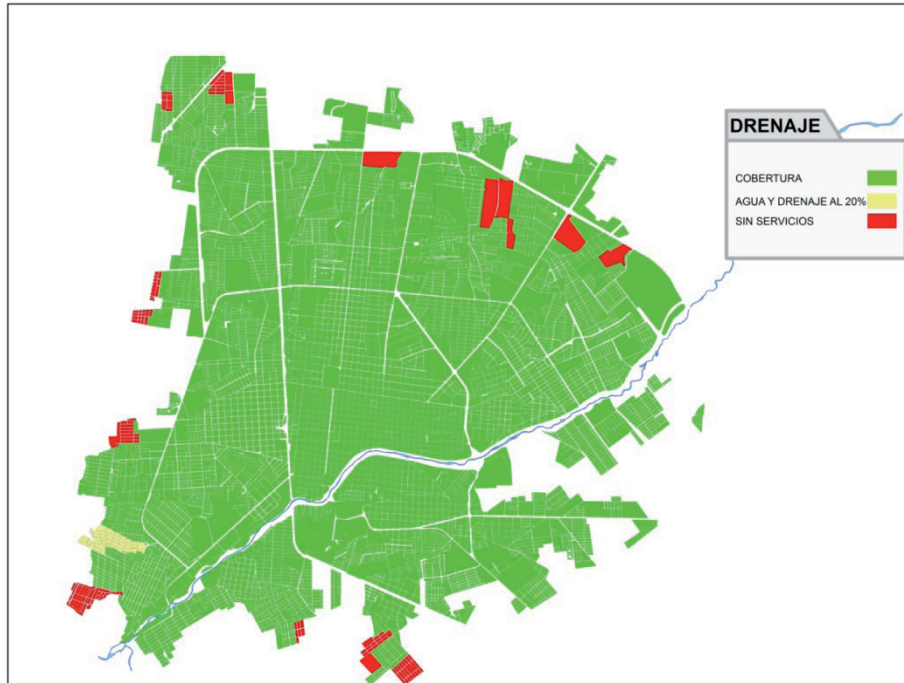 DRENAJE
COBERTURA
AGUA Y DRENAJE AL 20%
SIN SERVICIOS